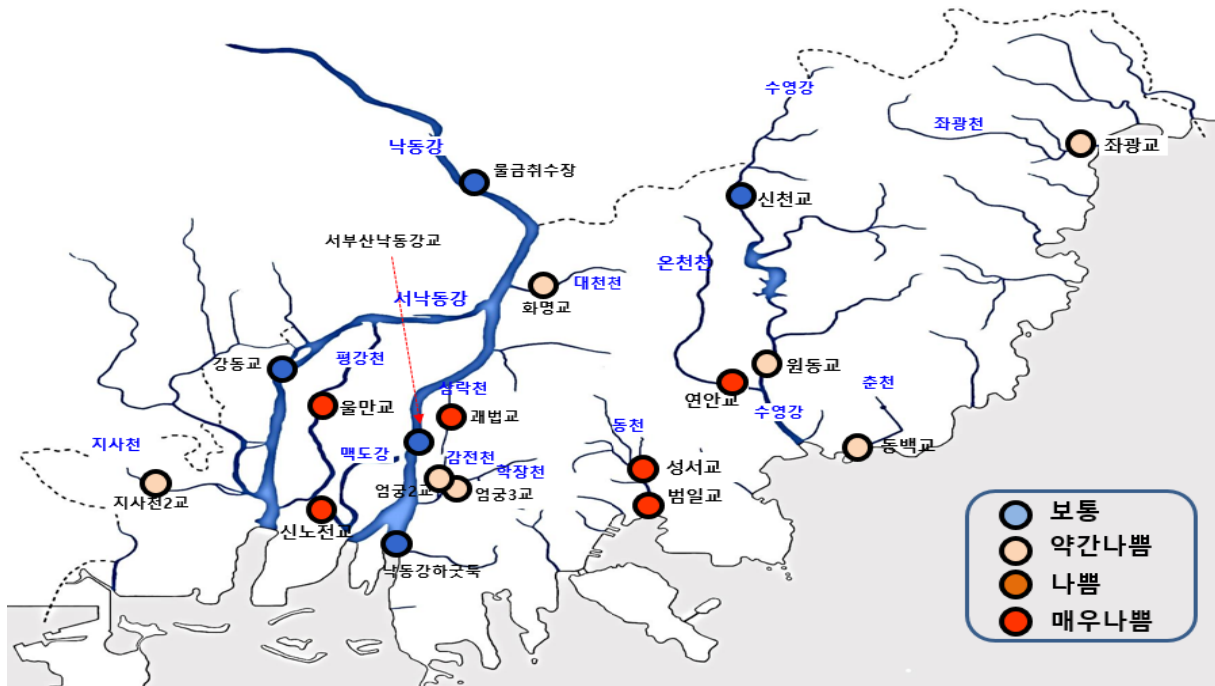 수영강
좌광천
좌광교
낙동강
물금취수장
신천교
서부산낙동강교
온천천
대천천
화명교
서낙동강
강동교
평강천
원동교
춘천
삼락천
울만교
괘법교
연안교
수영강
동천
지사천
맥도강
감전천
학장천
성서교
동백교
지사천2교
엄궁2교
엄궁3교
범일교
신노전교
낙동강하굿둑
보통
약간나쁨
나쁨
매우나쁨